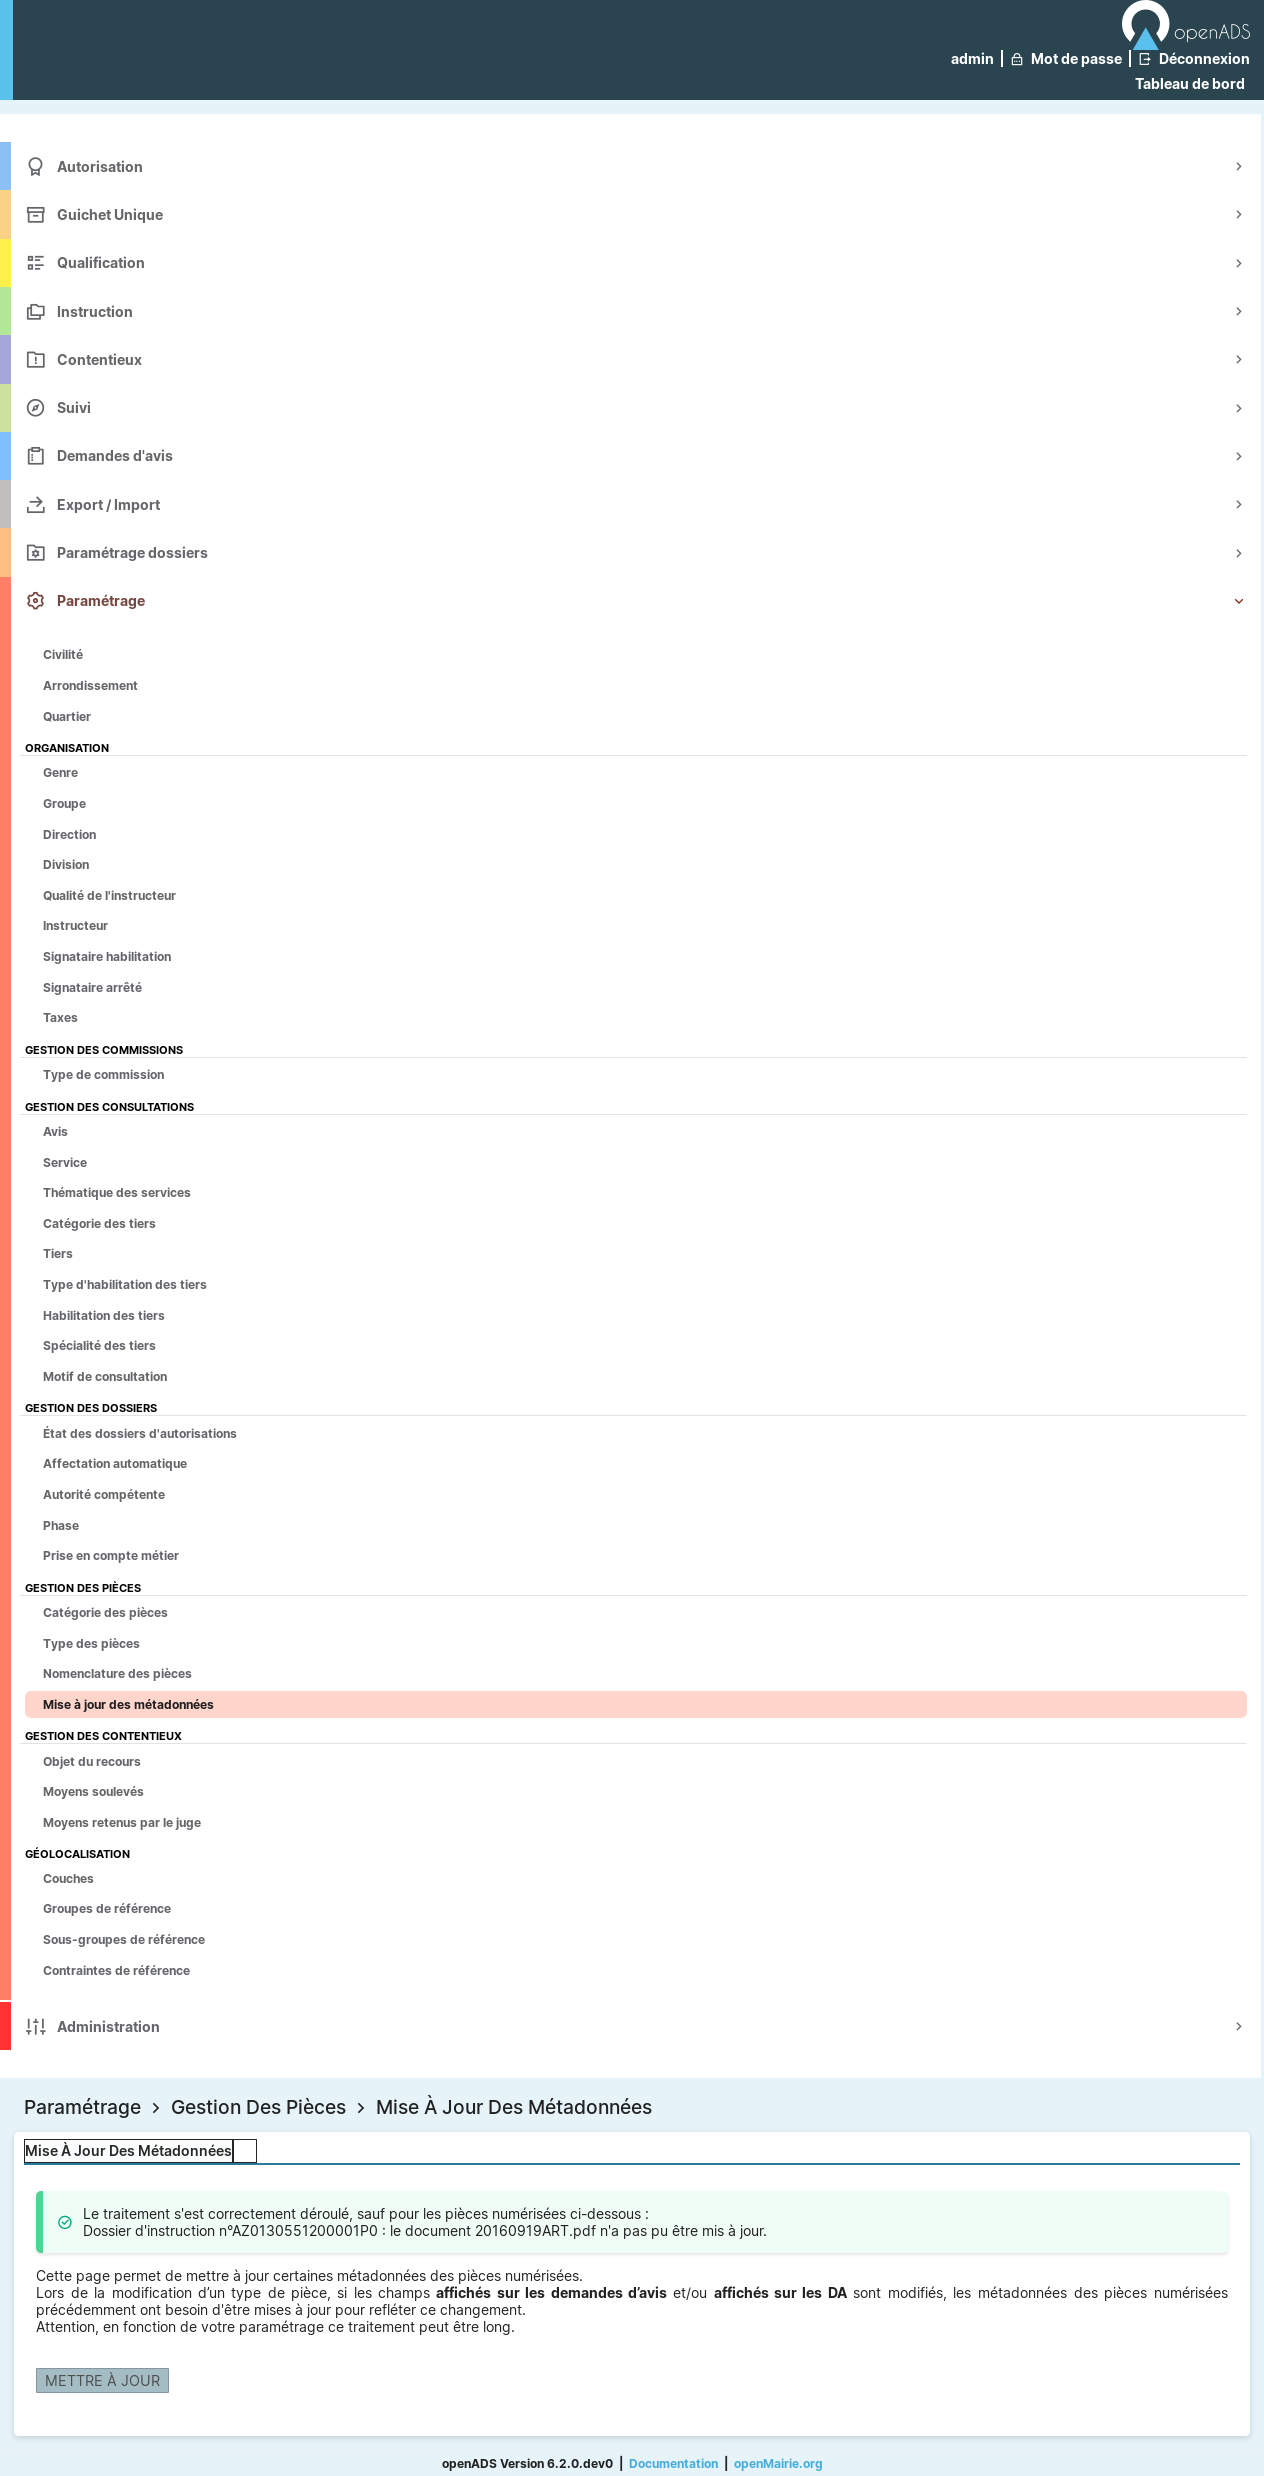 openADS
admin | Mot de passe | Déconnexion
Tableau de bord
Autorisation
Guichet Unique
Qualification
Instruction
Contentieux
Suivi
Demandes d'avis
Export / Import
Paramétrage dossiers
Paramétrage
Civilité
Arrondissement
Quartier
ORGANISATION
Genre
Groupe
Direction
Division
Qualité de l'instructeur
Instructeur
Signataire habilitation
Signataire arrêté
Taxes
GESTION DES COMMISSIONS
Type de commission
GESTION DES CONSULTATIONS
Avis
Service
Thématique des services
Catégorie des tiers
Tiers
Type d'habilitation des tiers
Habilitation des tiers
Spécialité des tiers
Motif de consultation
GESTION DES DOSSIERS
État des dossiers d'autorisations
Affectation automatique
Autorité compétente
Phase
Prise en compte métier
GESTION DES PIÈCES
Catégorie des pièces
Type des pièces
Nomenclature des pièces
Mise à jour des métadonnées
GESTION DES CONTENTIEUX
Objet du recours
Moyens soulevés
Moyens retenus par le juge
GÉOLOCALISATION
Couches
Groupes de référence
Sous-groupes de référence
Contraintes de référence
Administration
Paramétrage > Gestion Des Pièces > Mise À Jour Des Métadonnées
Mise À Jour Des Métadonnées
Le traitement s'est correctement déroulé, sauf pour les pièces numérisées ci-dessous :
Dossier d'instruction n°AZ0130551200001P0 : le document 20160919ART.pdf n'a pas pu être mis à jour.
Cette page permet de mettre à jour certaines métadonnées des pièces numérisées.
Lors de la modification d’un type de pièce, si les champs affichés sur les demandes d’avis et/ou affichés sur les DA sont modifiés, les métadonnées des pièces numérisées
précédemment ont besoin d'être mises à jour pour refléter ce changement.
Attention, en fonction de votre paramétrage ce traitement peut être long.
METTRE À JOUR
openADS Version 6.2.0.dev0 | Documentation | openMairie.org